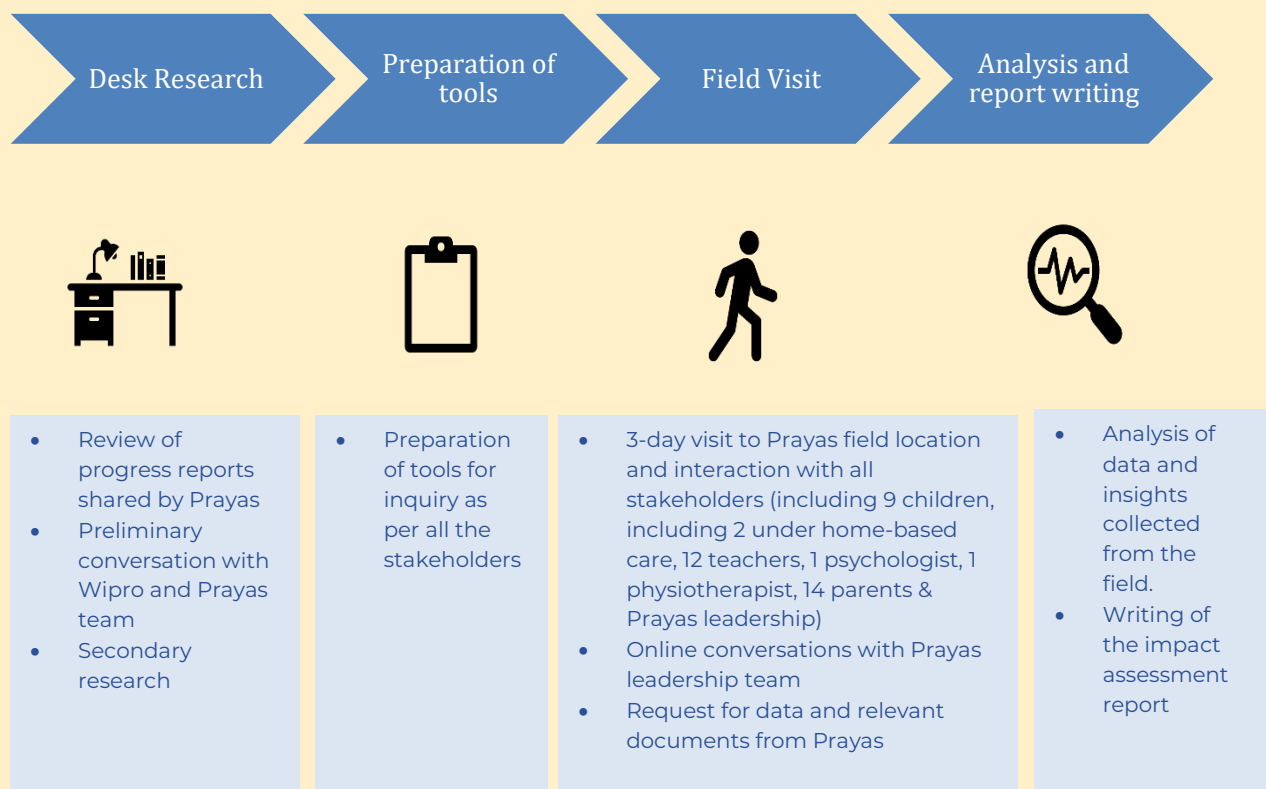 Desk Research
Preparation of
tools
Field Visit
Analysis and
report writing
• Review of
progress reports
shared by Prayas
• Preliminary
conversation with
Wipro and Prayas
team
• Secondary
research
• Preparation
of tools for
inquiry as
per all the
stakeholders
• 3-day visit to Prayas field location
and interaction with all
stakeholders (including 9 children,
including 2 under home-based
care, 12 teachers, 1 psychologist, 1
physiotherapist, 14 parents &
Prayas leadership)
• Online conversations with Prayas
leadership team
• Request for data and relevant
documents from Prayas
• Analysis of
data and
insights
collected
from the
field.
• Writing of
the impact
assessment
report